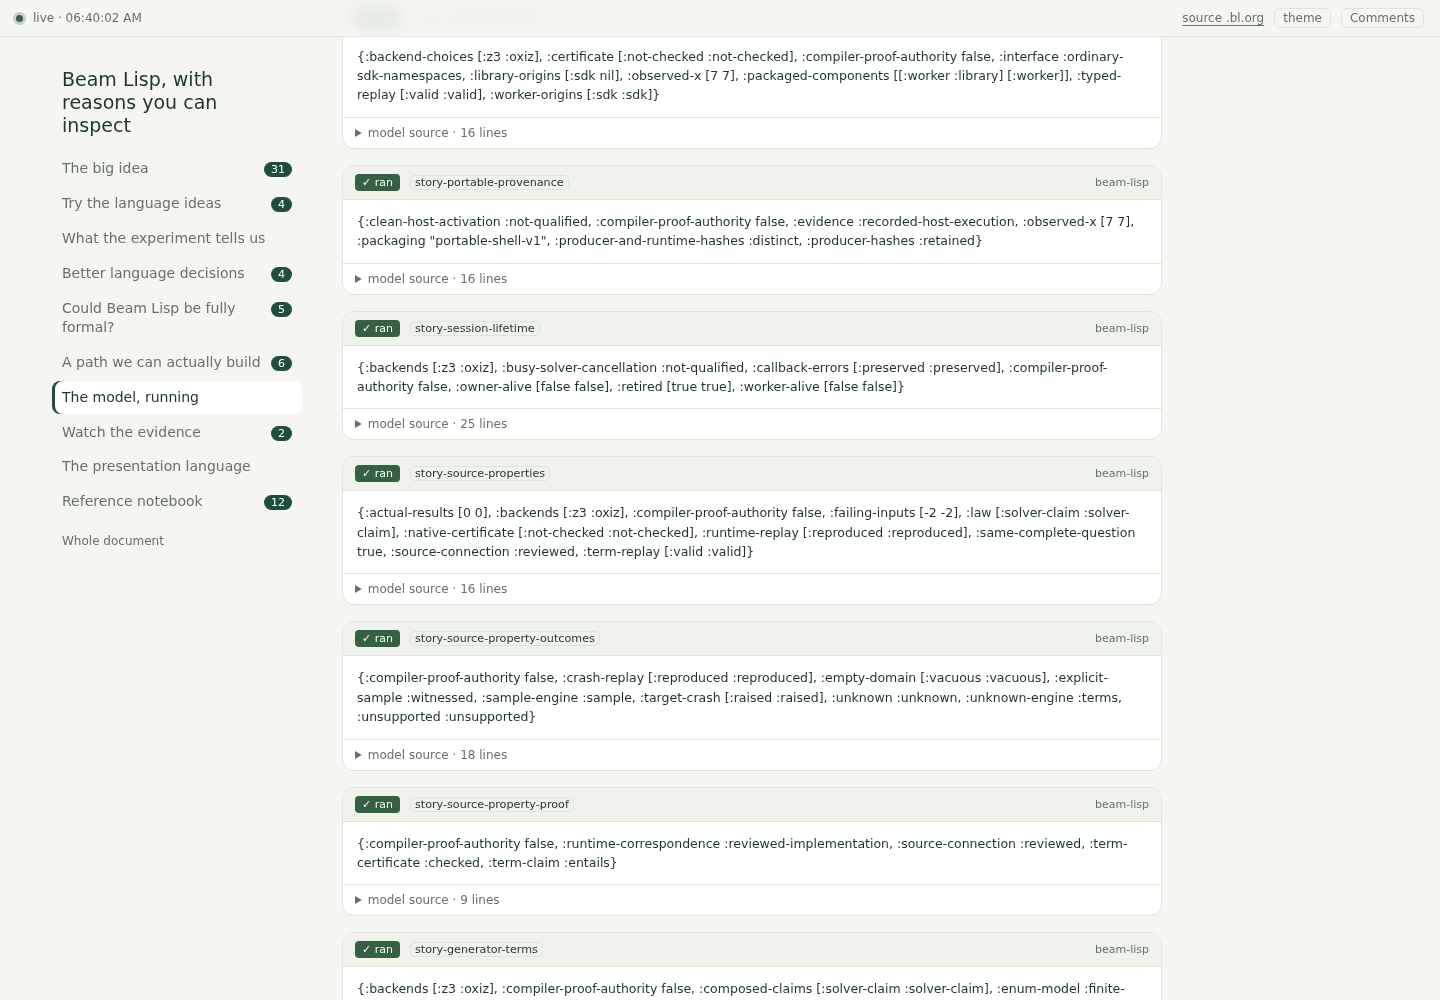 live · 06:40:02 AM
source .bl.org
theme
Comments
Beam Lisp, with
reasons you can
inspect
The big idea 31
Try the language ideas 4
What the experiment tells us
Better language decisions 4
Could Beam Lisp be fully
formal? 5
A path we can actually build 6
The model, running
Watch the evidence 2
The presentation language
Reference notebook 12
Whole document
{:backend-choices [:z3 :oxiz], :certificate [:not-checked :not-checked], :compiler-proof-authority false, :interface :ordinary-
sdk-namespaces, :library-origins [:sdk nil], :observed-x [7 7], :packaged-components [[:worker :library] [:worker]], :typed-
replay [:valid :valid], :worker-origins [:sdk :sdk]}
▶ model source · 16 lines
✓ ran story-portable-provenance beam-lisp
{:clean-host-activation :not-qualified, :compiler-proof-authority false, :evidence :recorded-host-execution, :observed-x [7 7],
:packaging "portable-shell-v1", :producer-and-runtime-hashes :distinct, :producer-hashes :retained}
▶ model source · 16 lines
✓ ran story-session-lifetime beam-lisp
{:backends [:z3 :oxiz], :busy-solver-cancellation :not-qualified, :callback-errors [:preserved :preserved], :compiler-proof-
authority false, :owner-alive [false false], :retired [true true], :worker-alive [false false]}
▶ model source · 25 lines
✓ ran story-source-properties beam-lisp
{:actual-results [0 0], :backends [:z3 :oxiz], :compiler-proof-authority false, :failing-inputs [-2 -2], :law [:solver-claim :solver-
claim], :native-certificate [:not-checked :not-checked], :runtime-replay [:reproduced :reproduced], :same-complete-question
true, :source-connection :reviewed, :term-replay [:valid :valid]}
▶ model source · 16 lines
✓ ran story-source-property-outcomes beam-lisp
{:compiler-proof-authority false, :crash-replay [:reproduced :reproduced], :empty-domain [:vacuous :vacuous], :explicit-
sample :witnessed, :sample-engine :sample, :target-crash [:raised :raised], :unknown :unknown, :unknown-engine :terms,
:unsupported :unsupported}
▶ model source · 18 lines
✓ ran story-source-property-proof beam-lisp
{:compiler-proof-authority false, :runtime-correspondence :reviewed-implementation, :source-connection :reviewed, :term-
certificate :checked, :term-claim :entails}
▶ model source · 9 lines
✓ ran story-generator-terms beam-lisp
{:backends [:z3 :oxiz], :compiler-proof-authority false, :composed-claims [:solver-claim :solver-claim], :enum-model :finite-